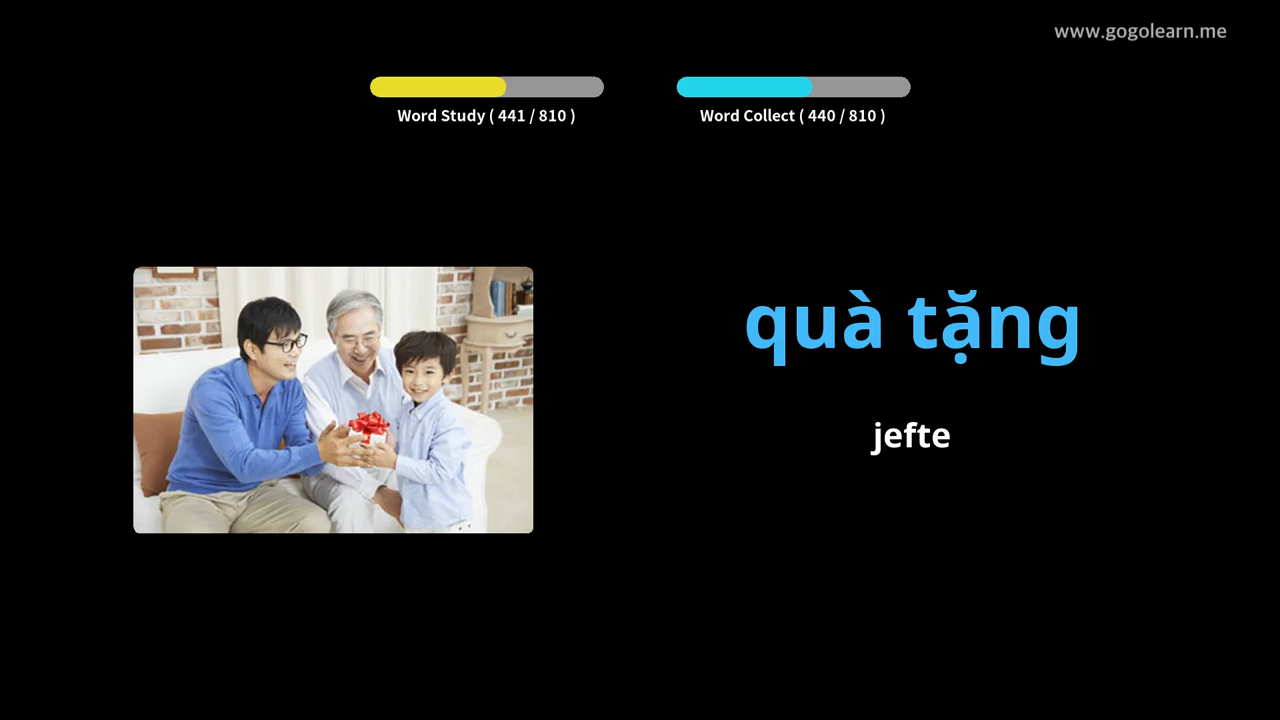 www.gogolearn.me
Word Study ( 441 / 810 )
Word Collect ( 440 / 810 )
quà tặng
jefte